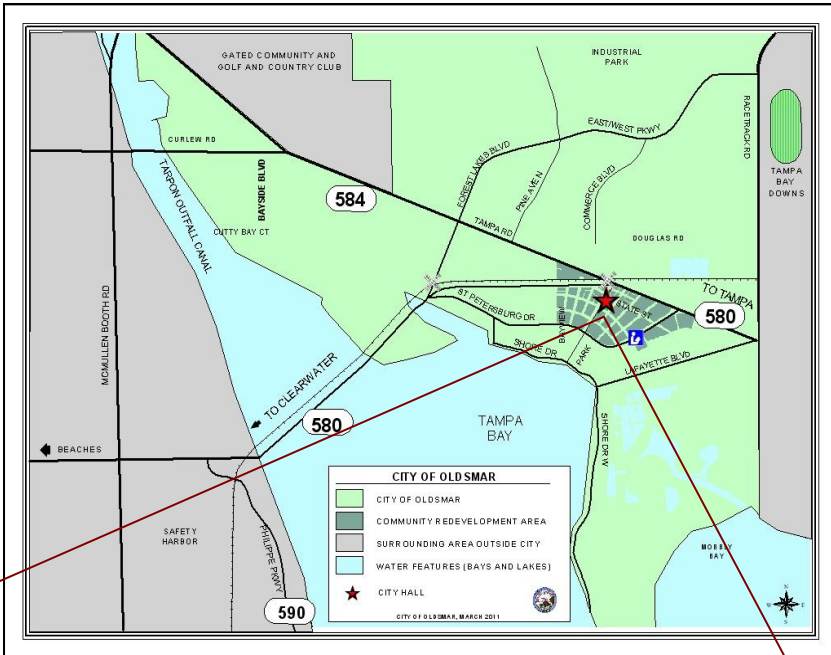 GATED COMMUNITY AND
GOLF AND COUNTRY CLUB
INDUSTRIAL
PARK
RACETRACK RD
EAST/WEST PKWY
CURLEW RD
FOREST LAKES BLVD
PINE AVE N
COMMERCE BLVD
TAMPA
BAY
DOWNS
TARPON OUTFALL CANAL
BAYSIDE BLVD
584
CUTTY BAY CT
TAMPA RD
DOUGLAS RD
MCMULLEN BOOTH RD
TO TAMPA
ST PETERSBURG DR
STATE ST
580
BAYVIEW
SHORE DR
PARK
LAFAYETTE BLVD
TO CLEARWATER
580
TAMPA
BAY
SHORE DR W
BEACHES
SAFETY
HARBOR
PHILIPPE PKWY
590
MOBBLY
BAY
CITY OF OLDSMAR
CITY OF OLDSMAR
COMMUNITY REDEVELOPMENT AREA
SURROUNDING AREA OUTSIDE CITY
WATER FEATURES (BAYS AND LAKES)
CITY HALL
CITY OF OLDSMAR, MARCH 2011
N
W
E
S